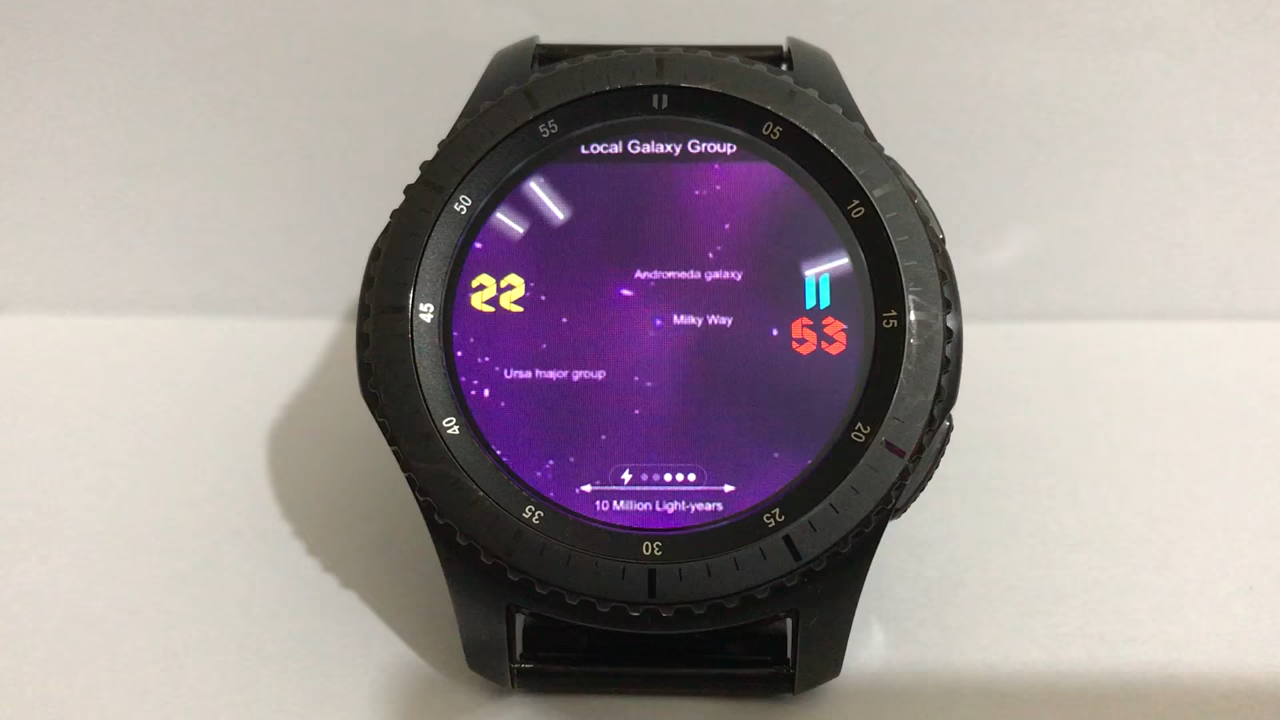 55
05
Local Galaxy Group
50
10
Andromeda galaxy
22
11
45
Milky Way
15
53
Ursa major group
40
20
10 Million Light-years
35
25
30